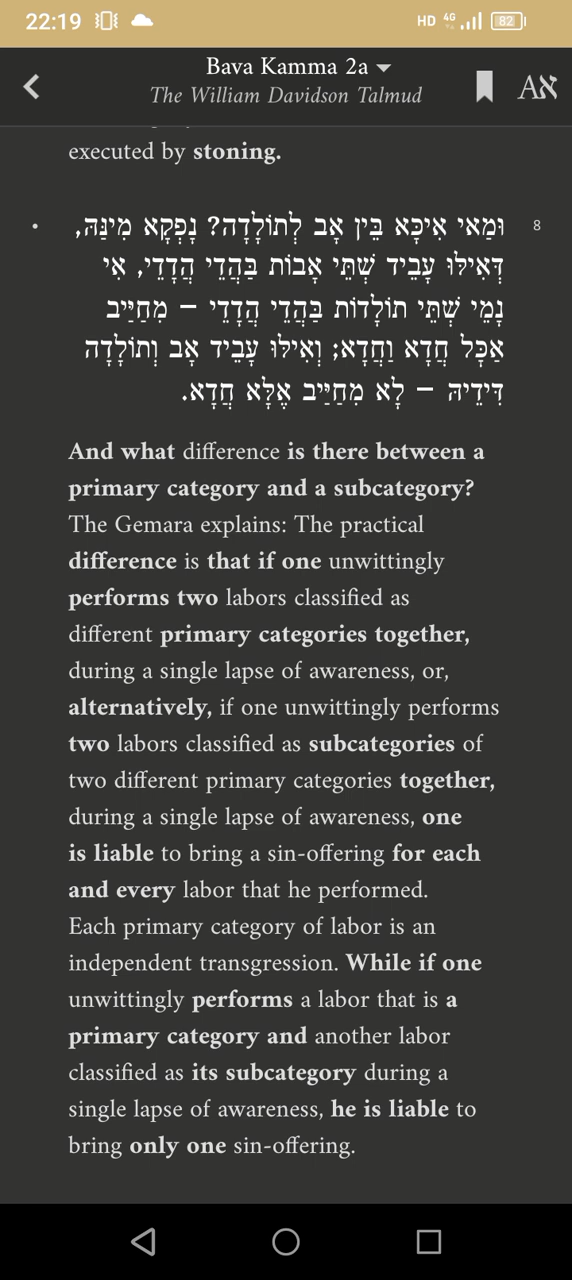 22:19
HD 4G 82
Bava Kamma 2a
The William Davidson Talmud
Aא
executed by stoning.
8
וּמַאי אִיכָּא בֵּין אָב לְתוֹלָדָה? נָפְקָא מִינַּהּ,
דְּאִילּוּ עָבֵיד שְׁתֵּי אָבוֹת בַּהֲדֵי הֲדָדֵי, אִי
נָמֵי שְׁתֵּי תוֹלָדוֹת בַּהֲדֵי הֲדָדֵי – מִחַיַּיב
אַכָּל חֲדָא וַחֲדָא; וְאִילּוּ עָבֵיד אָב וְתוֹלָדָה
דִּידֵיהּ – לָא מִחַיַּיב אֶלָּא חֲדָא.
And what difference is there between a
primary category and a subcategory?
The Gemara explains: The practical
difference is that if one unwittingly
performs two labors classified as
different primary categories together,
during a single lapse of awareness, or,
alternatively, if one unwittingly performs
two labors classified as subcategories of
two different primary categories together,
during a single lapse of awareness, one
is liable to bring a sin-offering for each
and every labor that he performed.
Each primary category of labor is an
independent transgression. While if one
unwittingly performs a labor that is a
primary category and another labor
classified as its subcategory during a
single lapse of awareness, he is liable to
bring only one sin-offering.